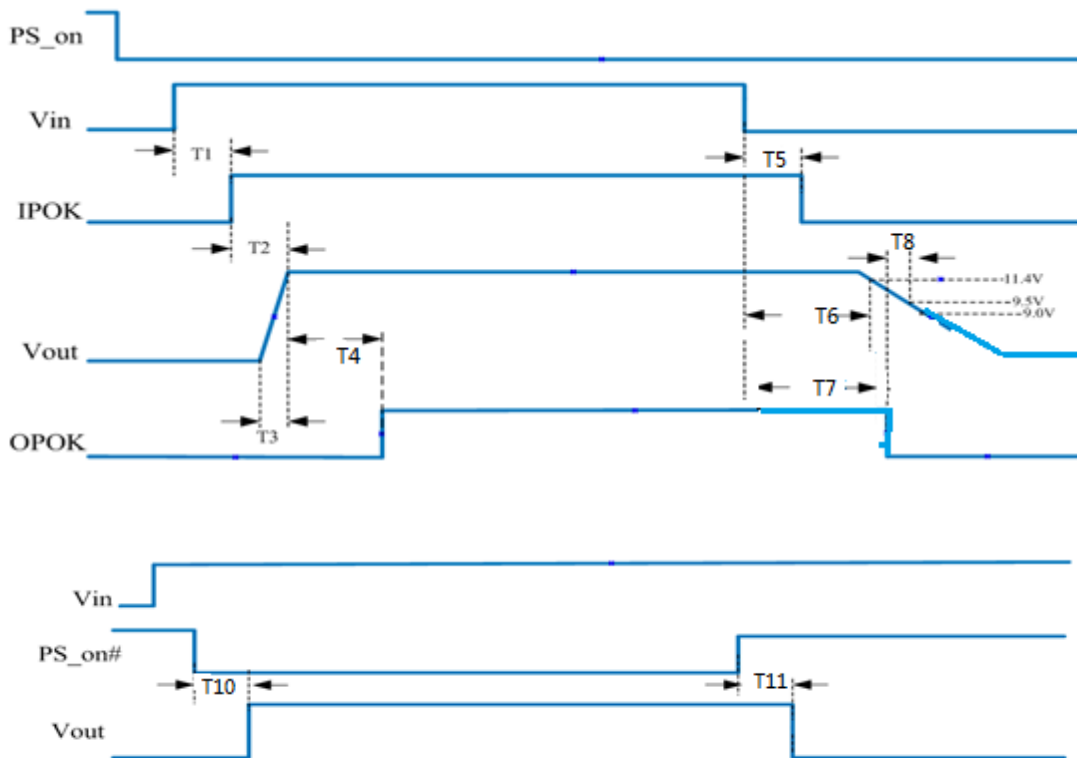 PS_on
Vin
T1
T5
IPOK
T2
T8
11.4V
9.5V
9.0V
T6
Vout
T4
T7
T3
OPOK
Vin
PS_on#
T10
T11
Vout